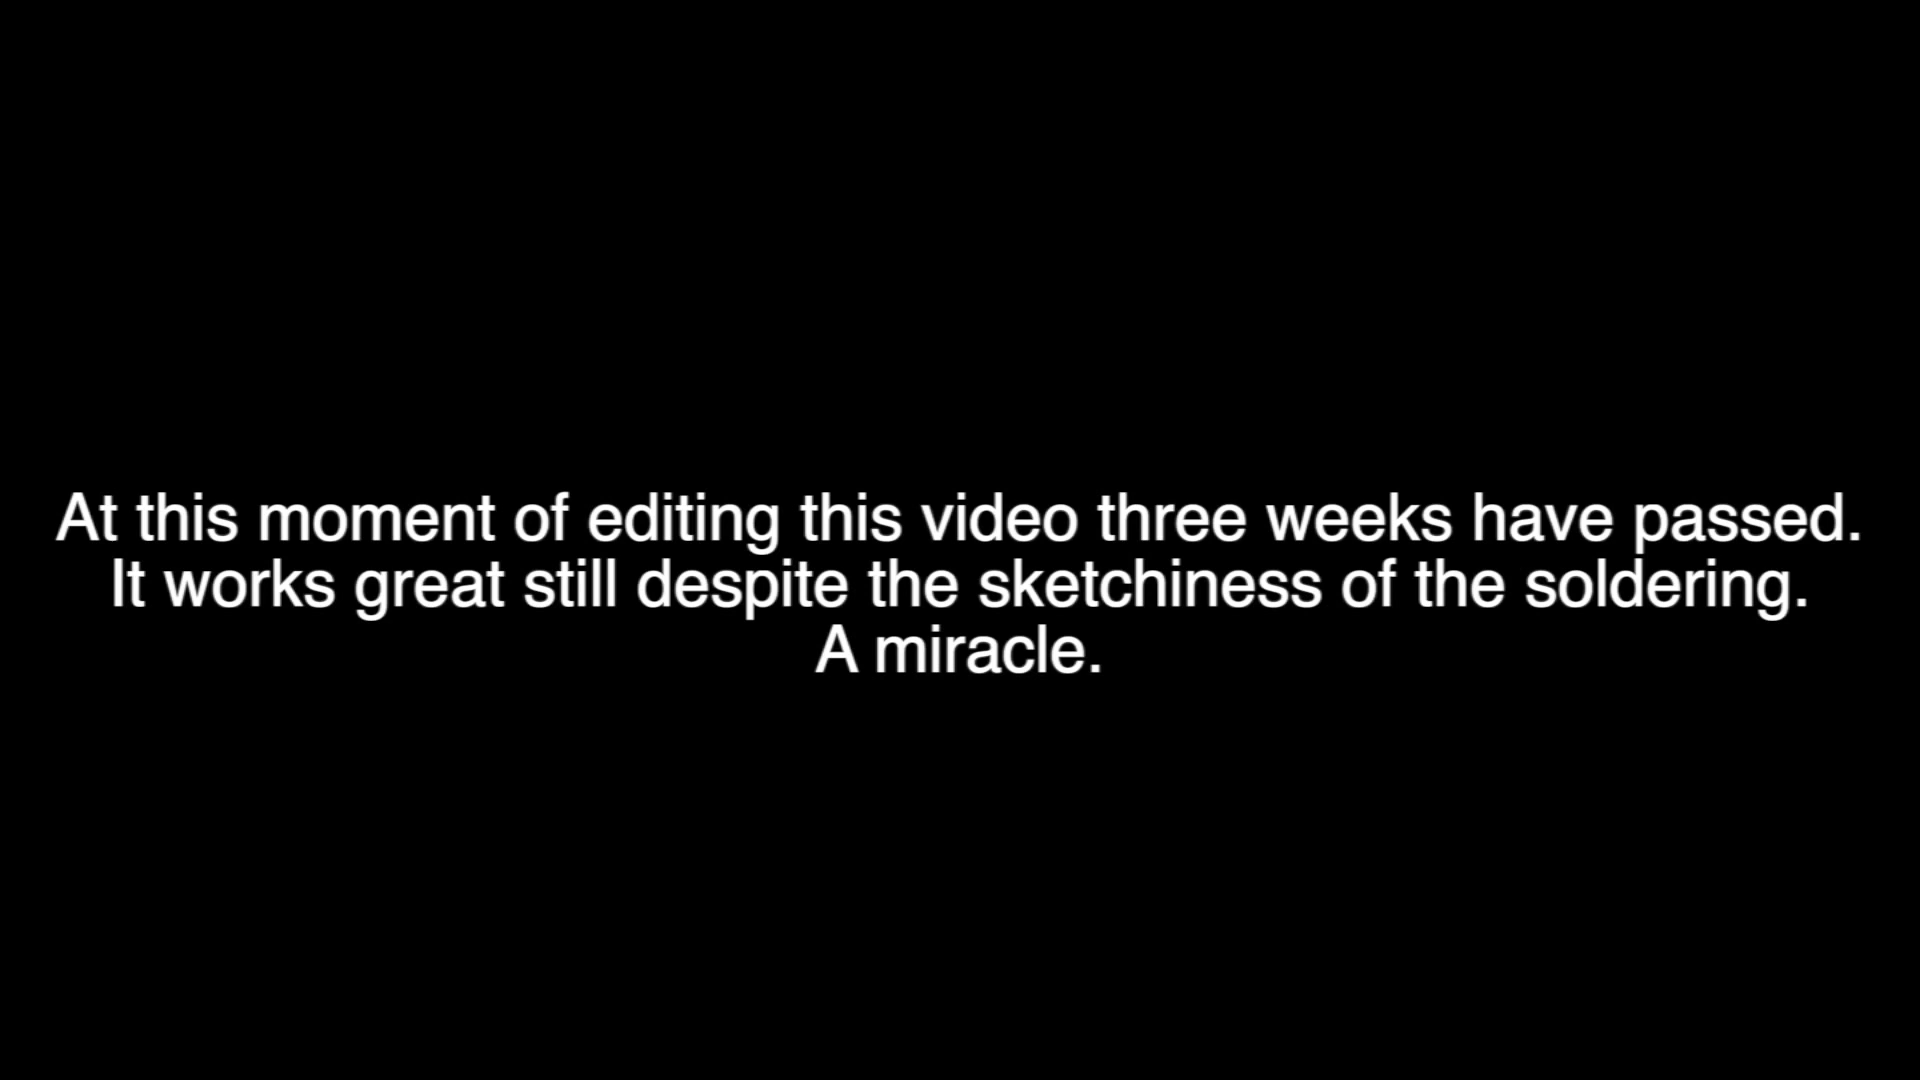 At this moment of editing this video three weeks have passed.
It works great still despite the sketchiness of the soldering.
A miracle.